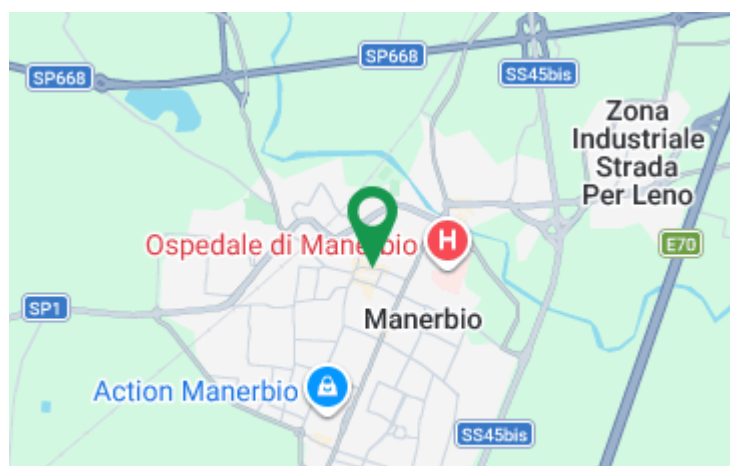 SP668
SP668
SS45bis
Zona
Industriale
Strada
Per Leno
Ospedale di Manerbio
H
E70
SP1
Manerbio
Action Manerbio
SS45bis